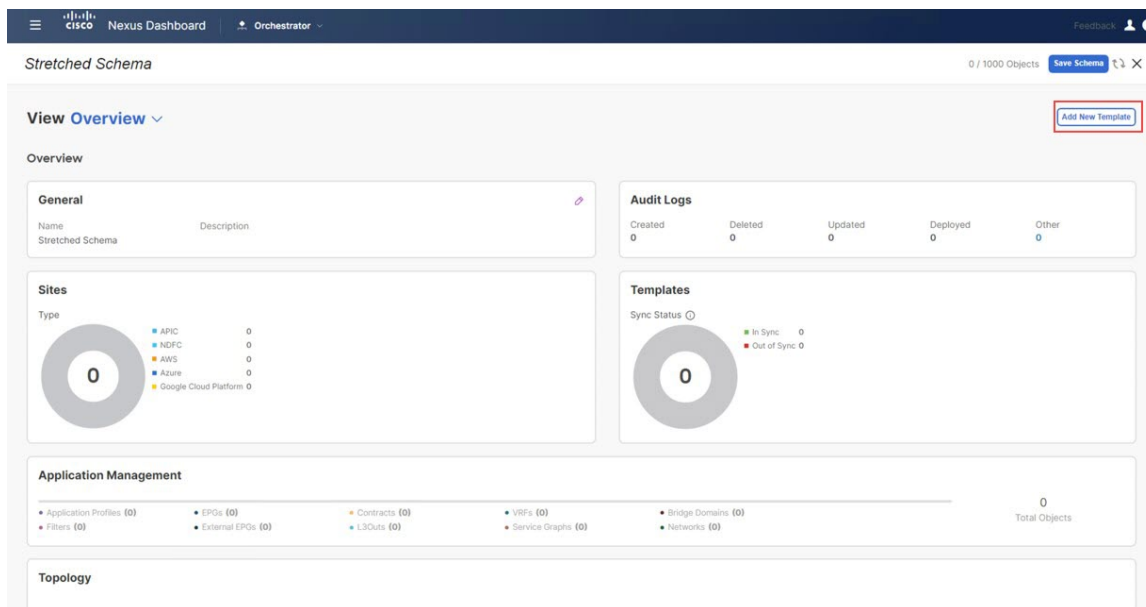 CISCO Nexus Dashboard Orchestrator Feedback
Stretched Schema 0 / 1000 Objects Save Schema
View Overview Add New Template
Overview
General
Name Description
Stretched Schema
Audit Logs
Created Deleted Updated Deployed Other
0 0 0 0 0
Sites
Type
0
APIC 0
NDFC 0
AWS 0
Azure 0
Google Cloud Platform 0
Templates
Sync Status
0
In Sync 0
Out of Sync 0
Application Management
Application Profiles (0) EPGs (0) Contracts (0) VRFs (0) Bridge Domains (0)
Filters (0) External EPGs (0) L3Outs (0) Service Graphs (0) Networks (0)
0
Total Objects
Topology